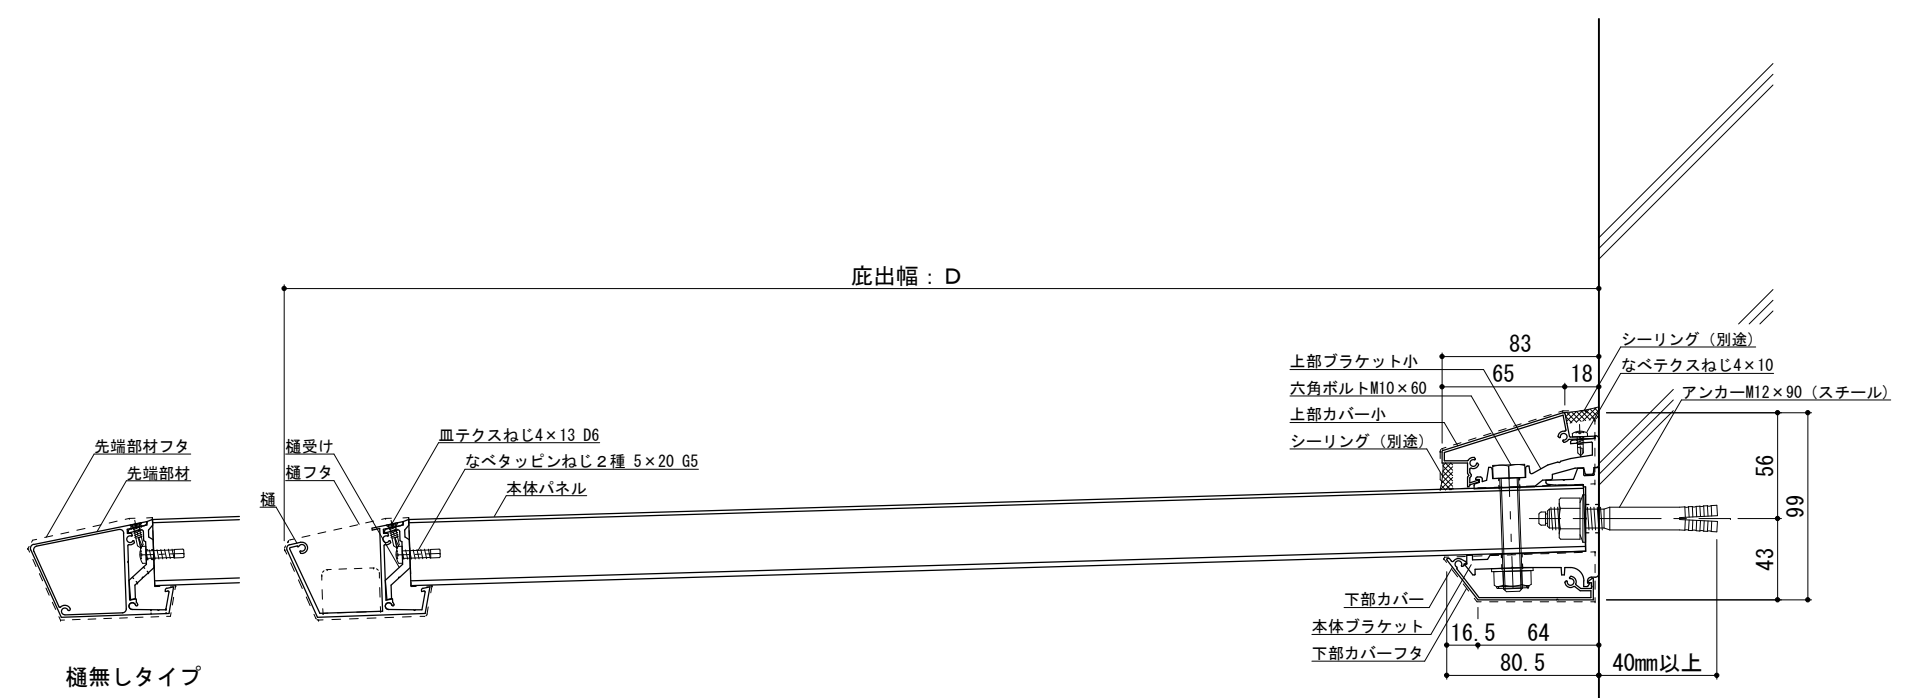 庇出幅：D
83
65
18
シーリング（別途）
なベテクスねじ4×10
アンカーM12×90（スチール）
上部ブラケット小
六角ボルトM10×60
上部カバー小
シーリング（別途）
先端部材フタ
先端部材
樋受け
樋フタ
樋
皿テクスねじ4×13 D6
なベタッピンねじ２種 5×20 G5
本体パネル
56
99
43
下部カバー
本体ブラケット
下部カバーフタ
16.5
64
80.5
40mm以上
樋無しタイプ